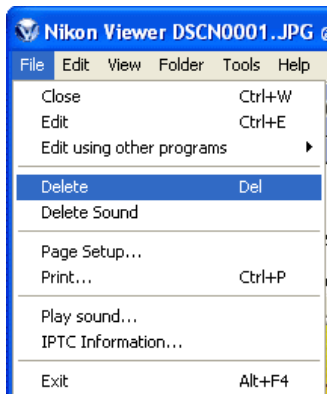 Nikon Viewer DSCN0001.JPG
File Edit View Folder Tools Help
Close Ctrl+W
Edit Ctrl+E
Edit using other programs
Delete Del
Delete Sound
Page Setup...
Print... Ctrl+P
Play sound...
IPTC Information...
Exit Alt+F4